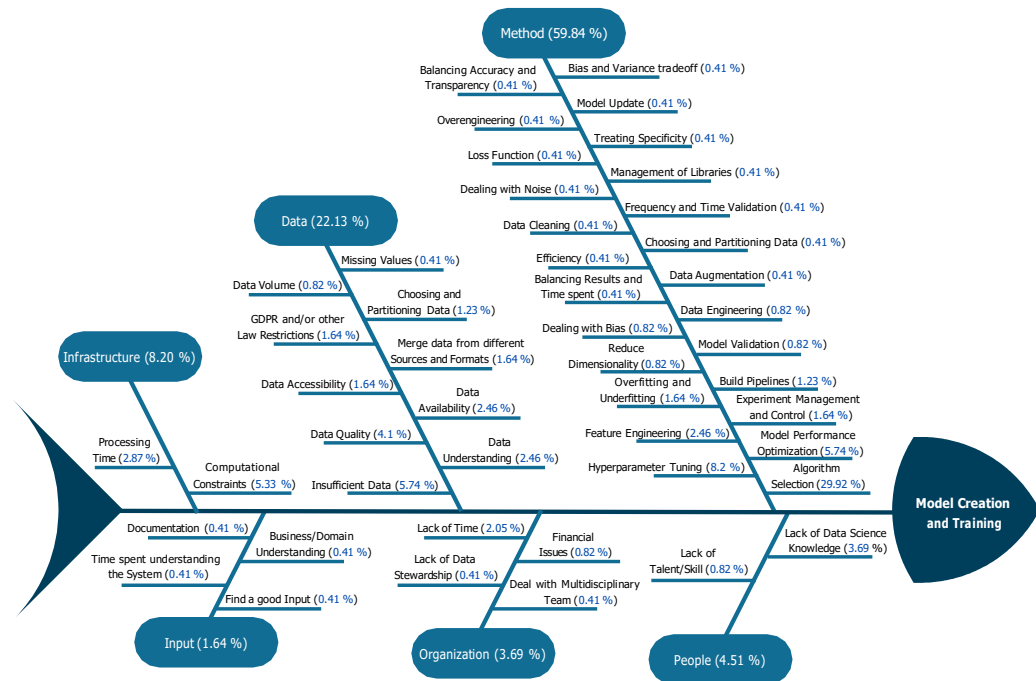 Method (59.84 %)
Balancing Accuracy and
Transparency (0.41 %)
Bias and Variance tradeoff (0.41 %)
Model Update (0.41 %)
Overengineering (0.41 %)
Treating Specificity (0.41 %)
Loss Function (0.41 %)
Management of Libraries (0.41 %)
Dealing with Noise (0.41 %)
Frequency and Time Validation (0.41 %)
Data Cleaning (0.41 %)
Choosing and Partitioning Data (0.41 %)
Efficiency (0.41 %)
Data Augmentation (0.41 %)
Balancing Results and
Time spent (0.41 %)
Data Engineering (0.82 %)
Dealing with Bias (0.82 %)
Model Validation (0.82 %)
Reduce
Dimensionality (0.82 %)
Build Pipelines (1.23 %)
Overfitting and
Underfitting (1.64 %)
Experiment Management
and Control (1.64 %)
Feature Engineering (2.46 %)
Model Performance
Optimization (5.74 %)
Hyperparameter Tuning (8.2 %)
Algorithm
Selection (29.92 %)
Data (22.13 %)
Missing Values (0.41 %)
Data Volume (0.82 %)
Choosing and
Partitioning Data (1.23 %)
GDPR and/or other
Law Restrictions (1.64 %)
Merge data from different
Sources and Formats (1.64 %)
Data Accessibility (1.64 %)
Data
Availability (2.46 %)
Data Quality (4.1 %)
Data
Understanding (2.46 %)
Insufficient Data (5.74 %)
Infrastructure (8.20 %)
Processing
Time (2.87 %)
Computational
Constraints (5.33 %)
Model Creation
and Training
Documentation (0.41 %)
Business/Domain
Understanding (0.41 %)
Time spent understanding
the System (0.41 %)
Find a good Input (0.41 %)
Input (1.64 %)
Lack of Time (2.05 %)
Financial
Issues (0.82 %)
Lack of Data
Stewardship (0.41 %)
Deal with Multidisciplinary
Team (0.41 %)
Organization (3.69 %)
Lack of Data Science
Knowledge (3.69 %)
Lack of
Talent/Skill (0.82 %)
People (4.51 %)